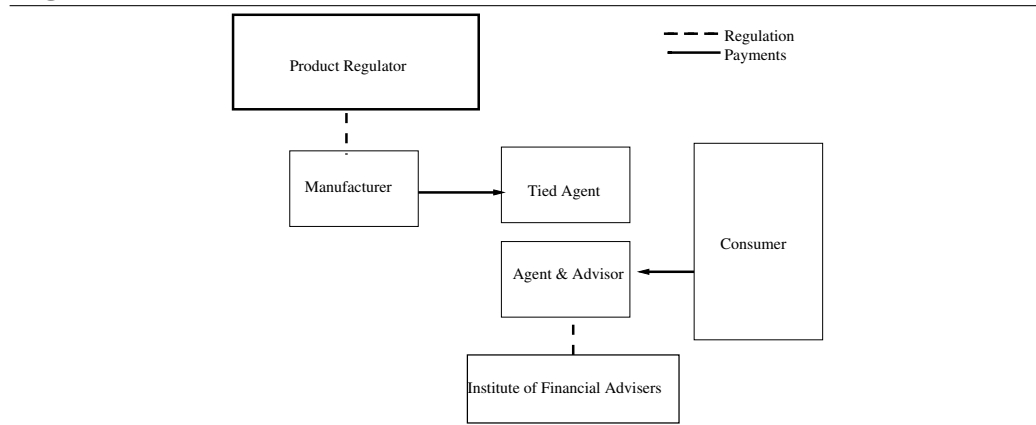 Product Regulator
Regulation
Payments
Manufacturer
Tied Agent
Consumer
Agent & Advisor
Institute of Financial Advisers